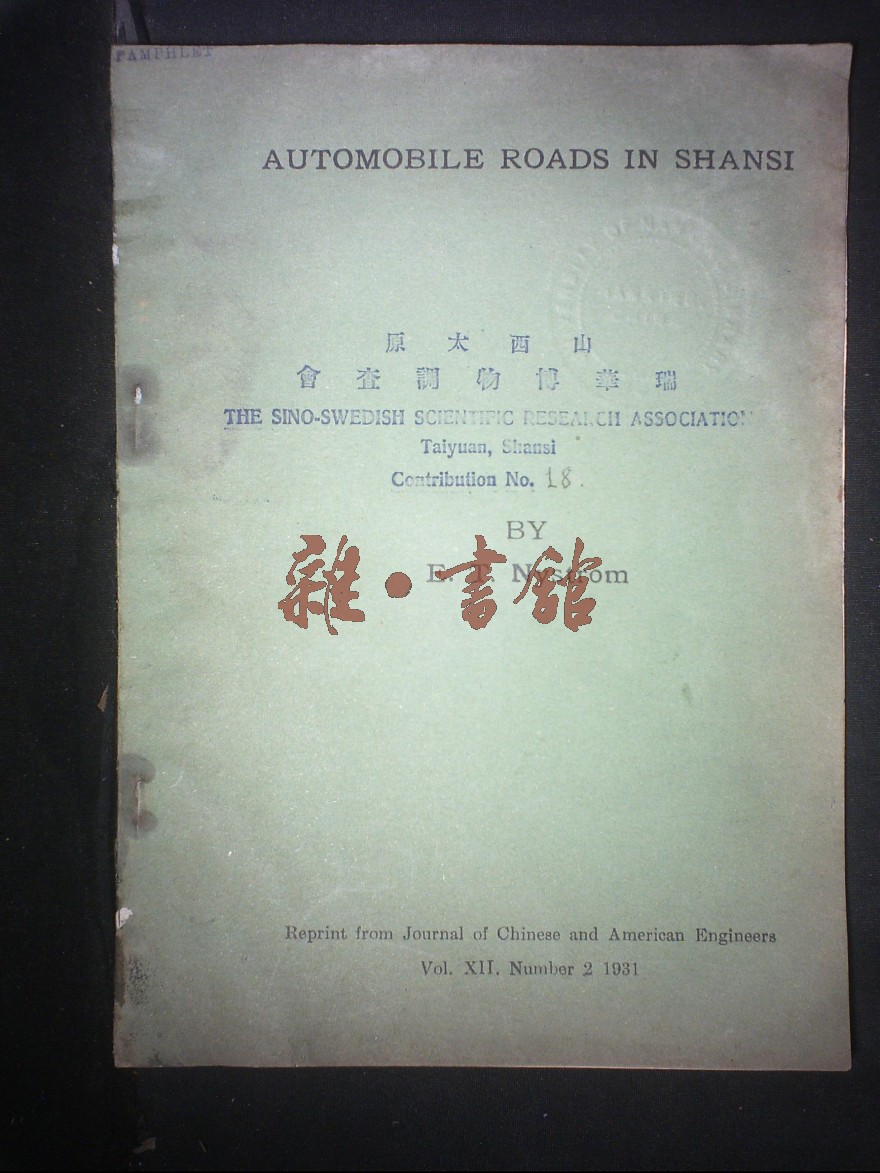 PAMPHLET
AUTOMOBILE ROADS IN SHANSI
原太西山
會查調物博華瑞
THE SINO-SWEDISH SCIENTIFIC RESEARCH ASSOCIATION
Taiyuan, Shansi
Contribution No. 18.
BY
E. T. Nystrom
雜·書館
Reprint from Journal of Chinese and American Engineers
Vol. XII. Number 2 1931